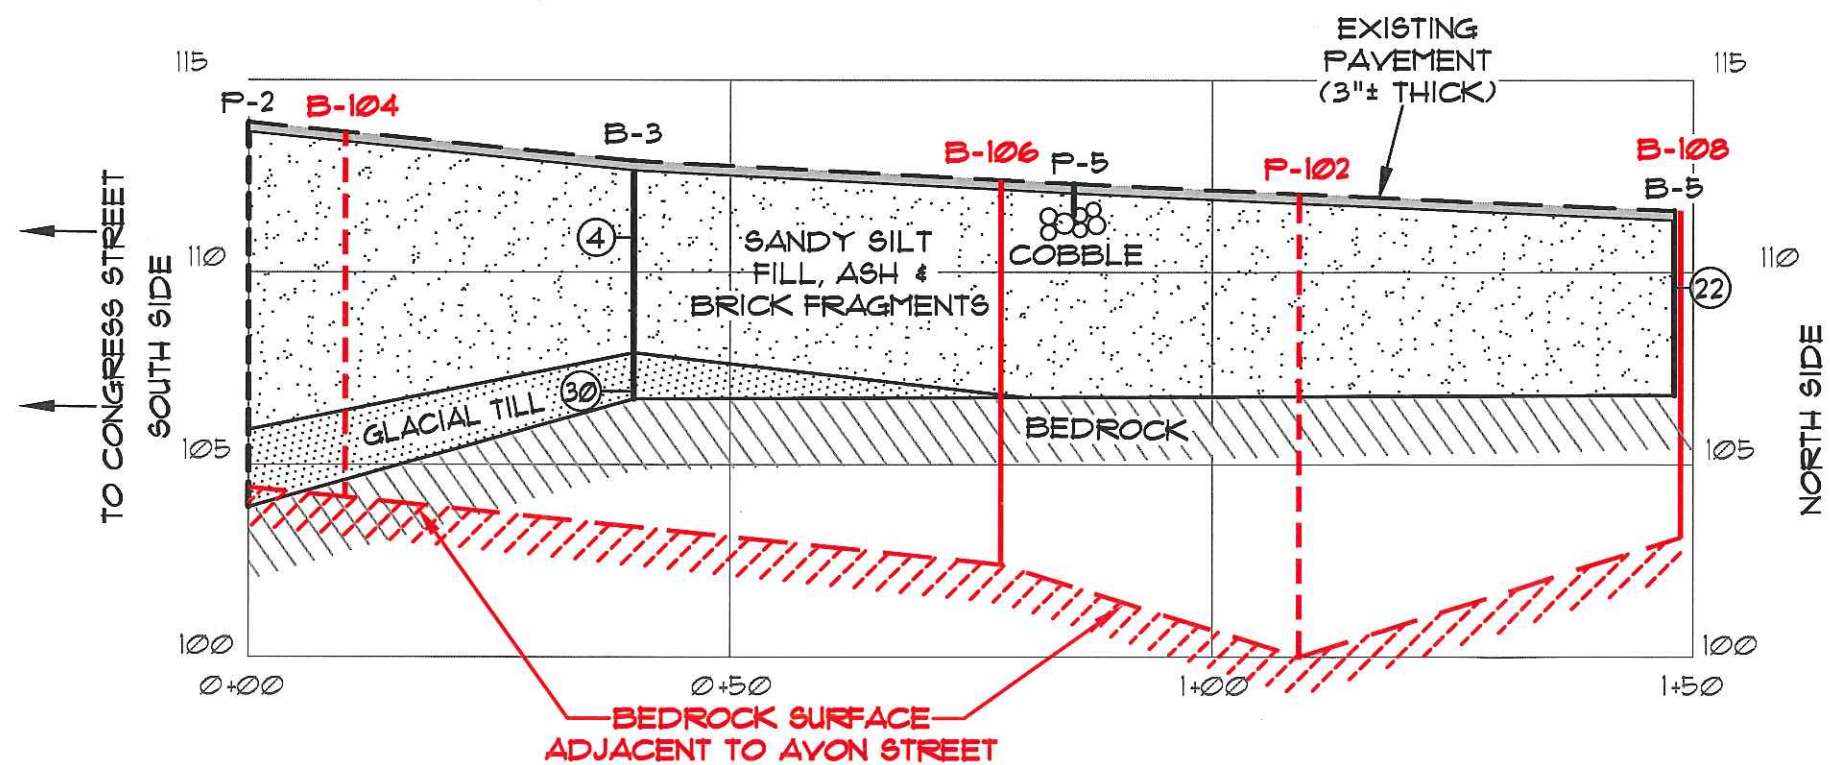 EXISTING
PAVEMENT
(3"± THICK)
115
115
P-2
B-104
B-3
B-106
P-5
P-102
B-108
B-5
4
SANDY SILT
FILL, ASH &
BRICK FRAGMENTS
COBBLE
110
110
22
TO CONGRESS STREET
SOUTH SIDE
NORTH SIDE
30
GLACIAL TILL
BEDROCK
105
105
100
100
0+00
0+50
1+00
1+50
BEDROCK SURFACE
ADJACENT TO AVON STREET